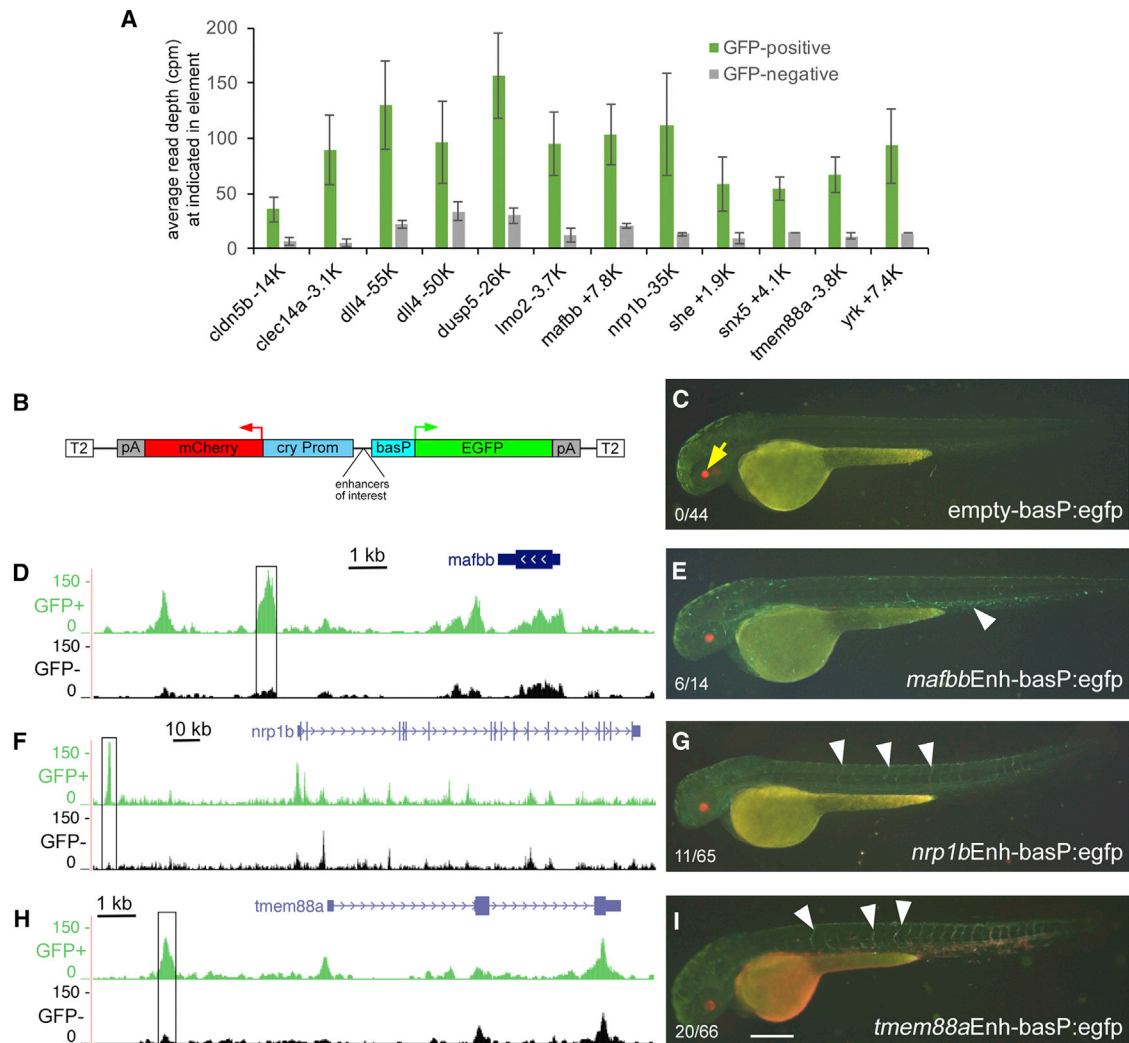 A
average read depth (cpm)
at indicated in element
200
150
100
50
0
GFP-positive
GFP-negative
cldn5b -14K
clec14a -3.1K
dll4 -55K
dll4 -50K
dusp5 -26K
lmo2 -3.7K
mafbb +7.8K
nrp1b -35K
she +1.9K
snx5 +4.1K
tmem88a -3.8K
yrk +7.4K
B
T2
pA
mCherry
cry Prom
basP
EGFP
pA
T2
enhancers
of interest
C
0/44
empty-basP:egfp
D
1 kb
mafbb
150 -
GFP+
0
150 -
GFP-
0
E
6/14
mafbbEnh-basP:egfp
F
10 kb
nrp1b
150 -
GFP+
0
150 -
GFP-
0
G
11/65
nrp1bEnh-basP:egfp
H
1 kb
tmem88a
150 -
GFP+
0
150 -
GFP-
0
I
20/66
tmem88aEnh-basP:egfp